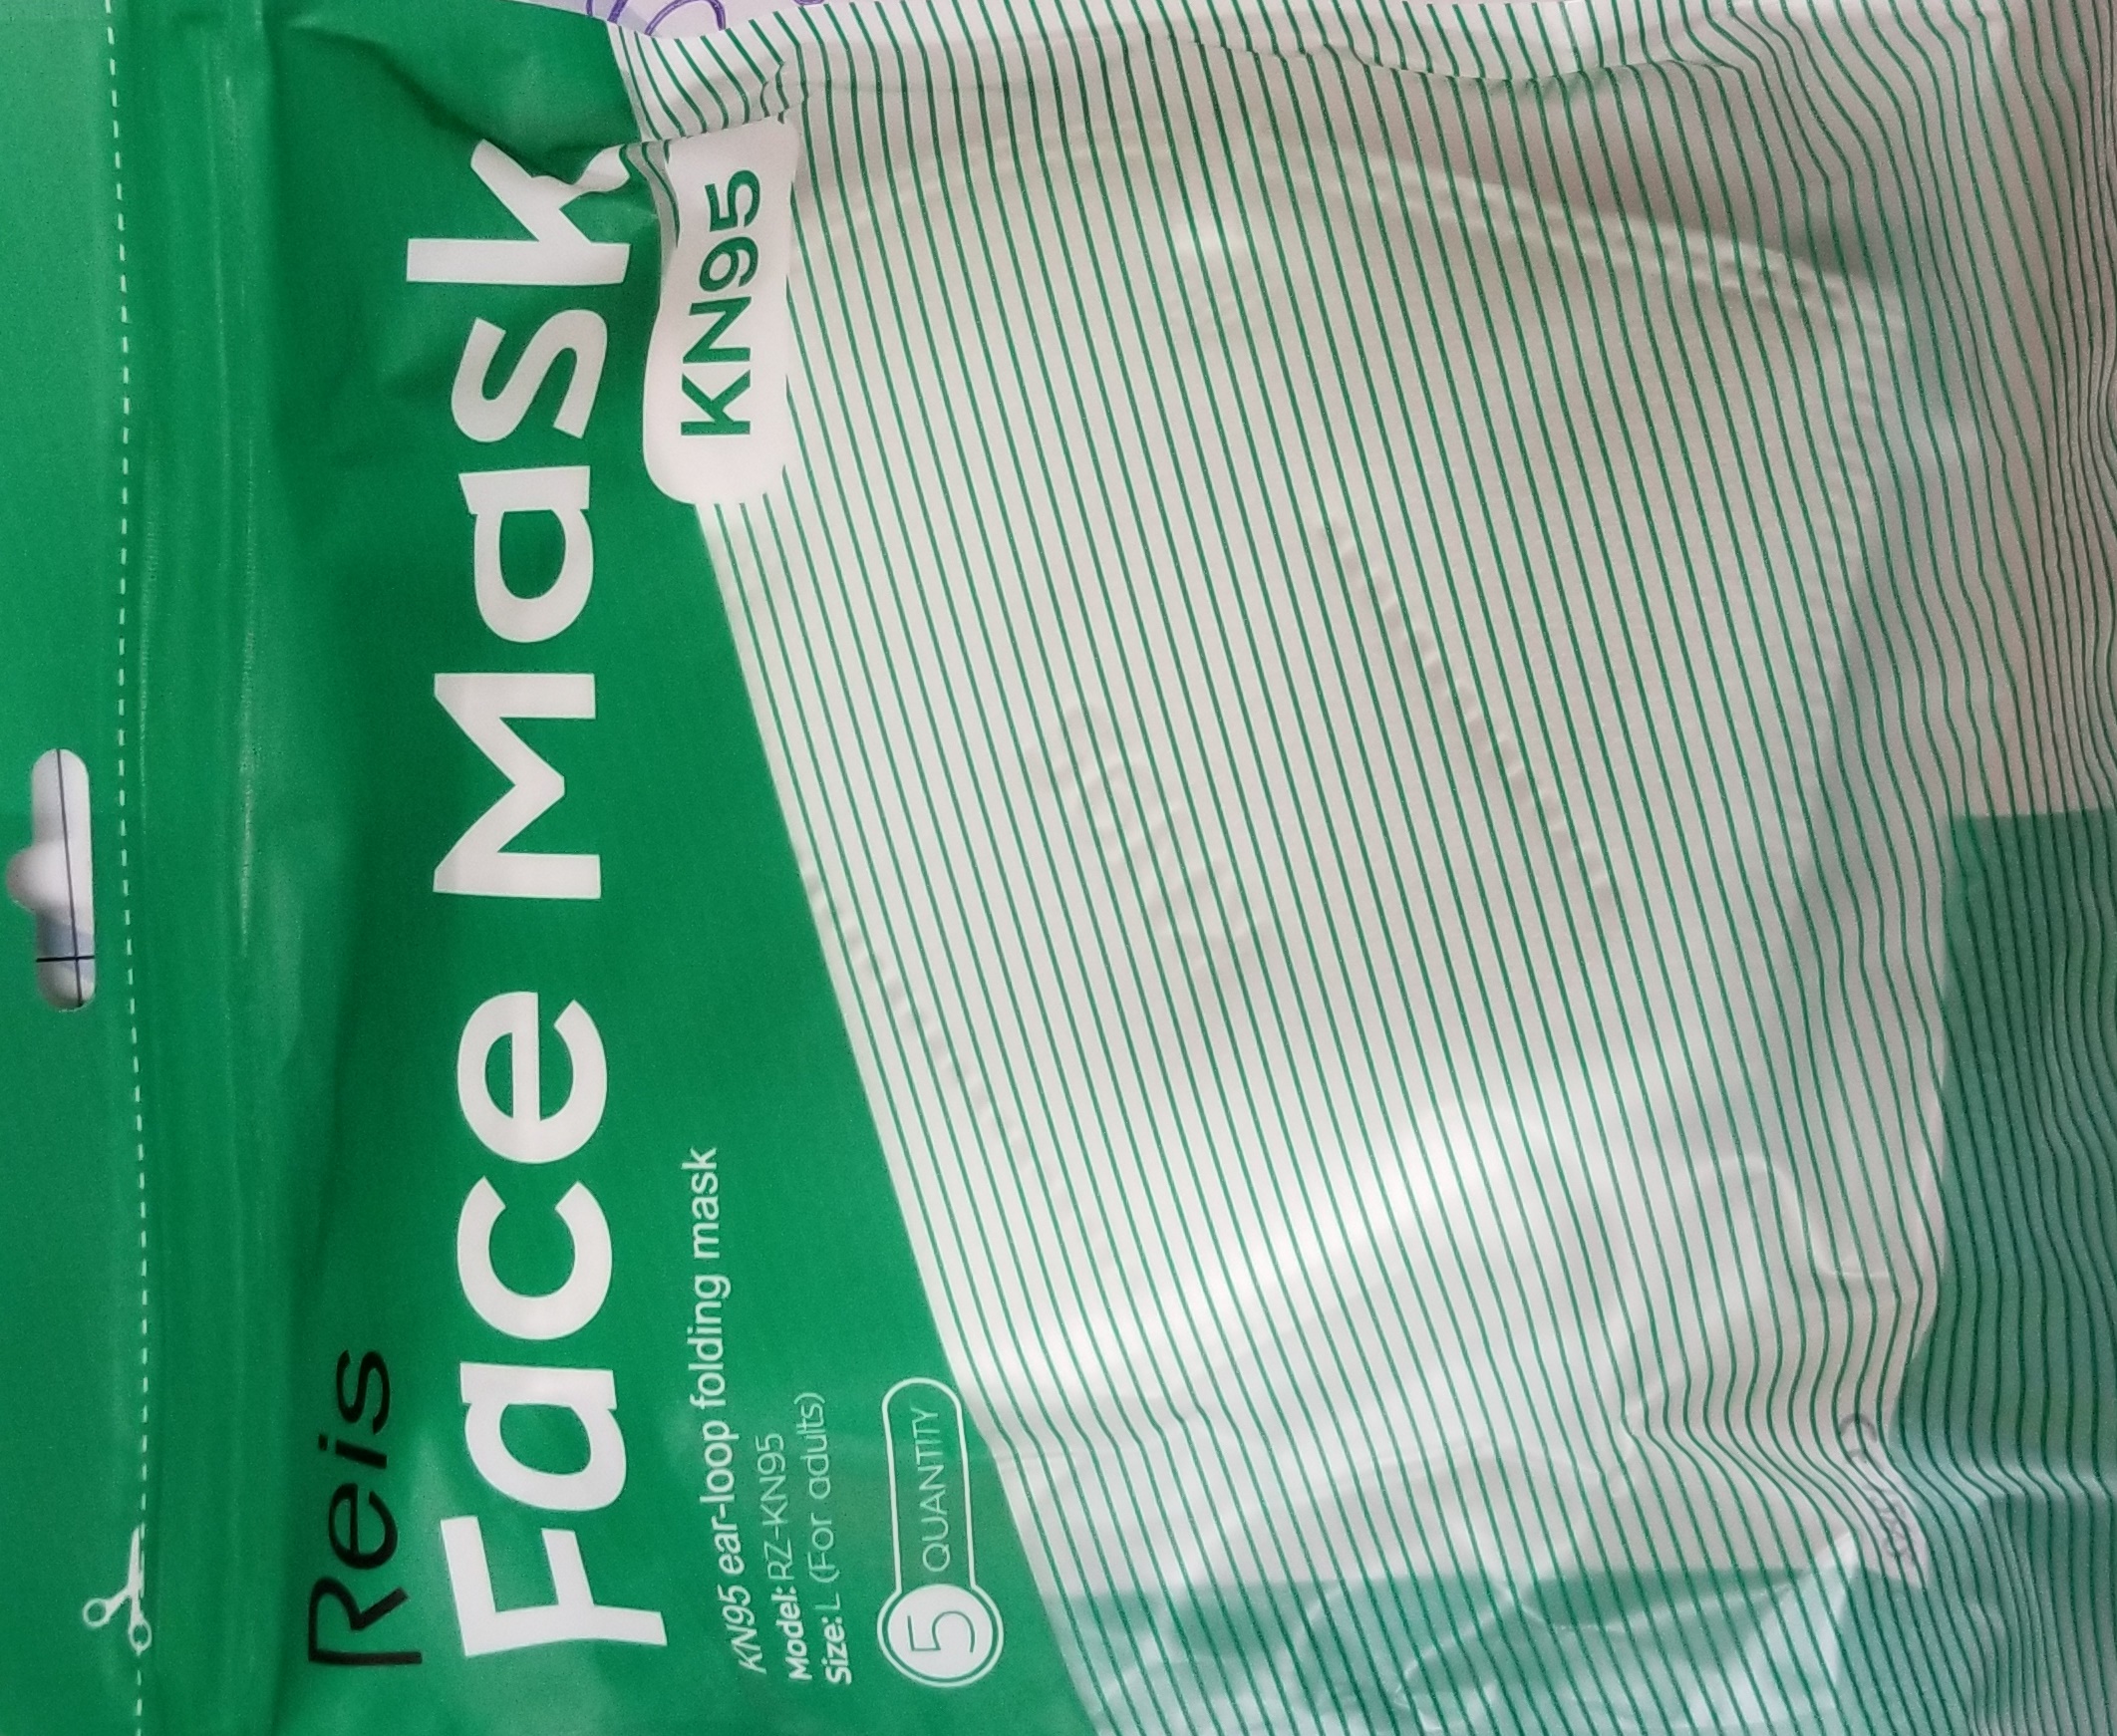 Reis
Face Mask
KN95
KN95 ear-loop folding mask
Model: RZ-KN95
Size: L (For adults)
5 QUANTITY